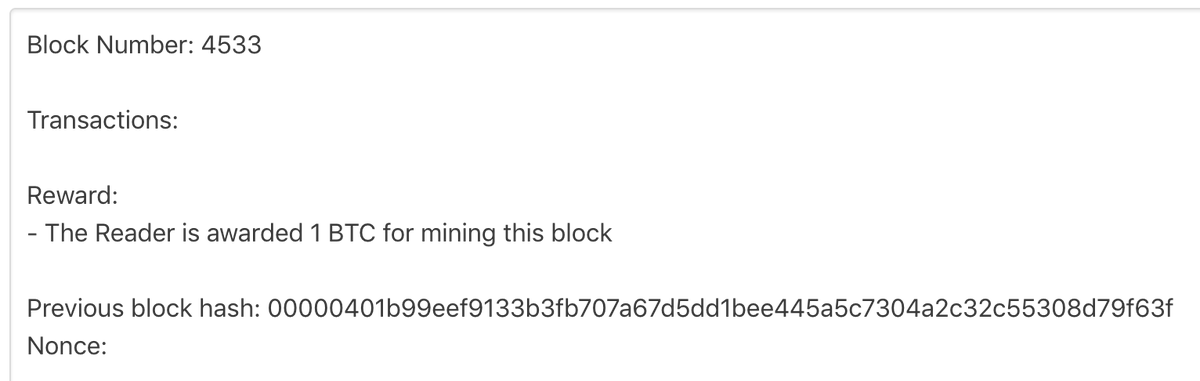 Block Number: 4533
Transactions:
Reward:
- The Reader is awarded 1 BTC for mining this block
Previous block hash: 00000401b99eef9133b3fb707a67d5dd1bee445a5c7304a2c32c55308d79f63f
Nonce: